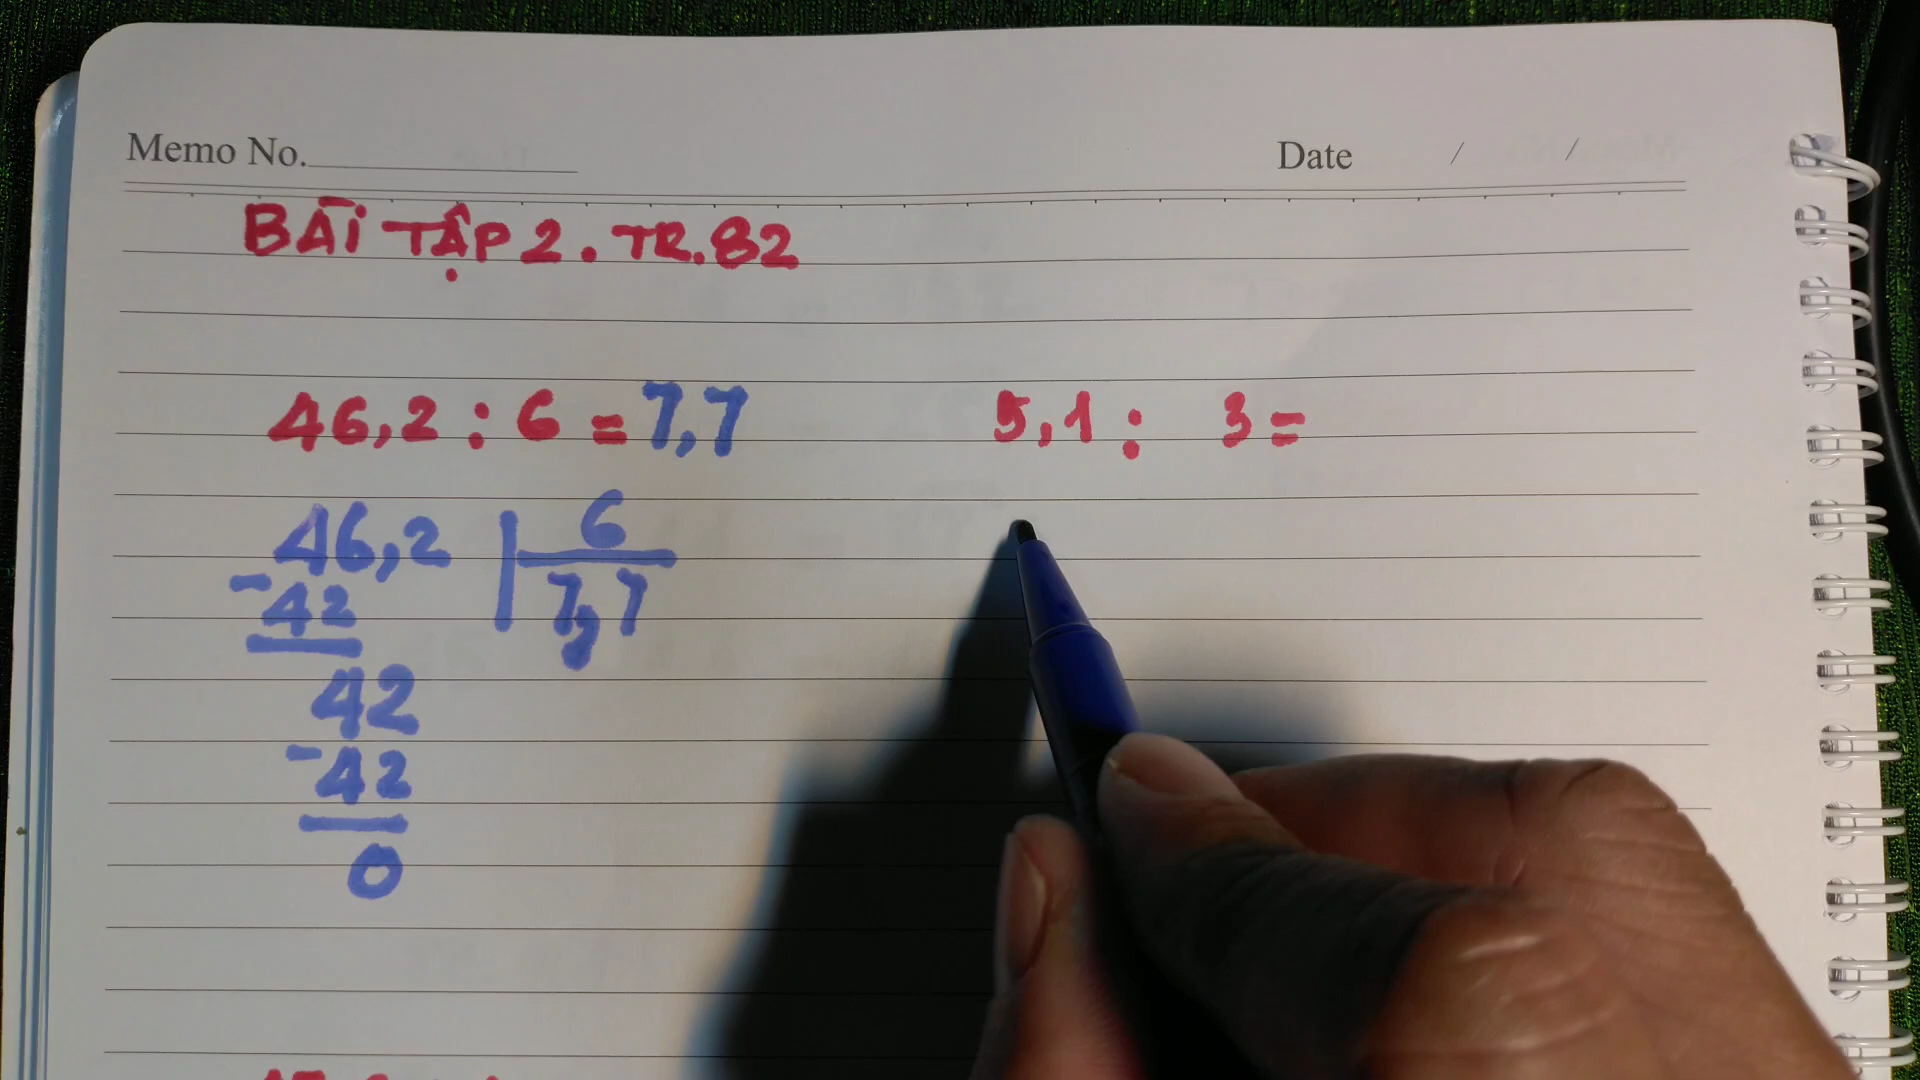 Memo No.
Date / /
BÀI TẬP 2. TR.82
46,2 : 6 = 7,7
5,1 : 3 =
46,2 6
- 42 7,7
42
- 42
0